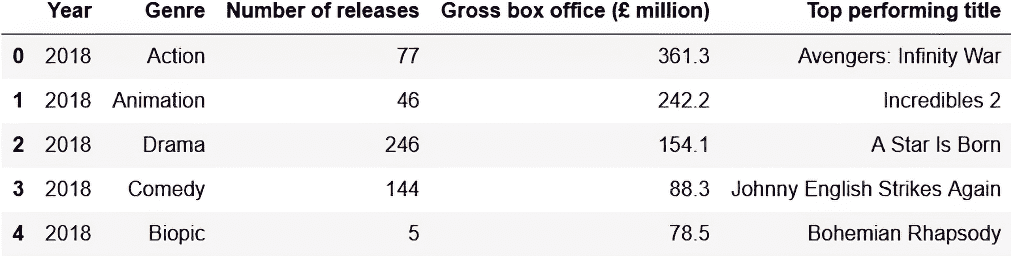 Year Genre Number of releases Gross box office (£ million) Top performing title
0 2018 Action 77 361.3 Avengers: Infinity War
1 2018 Animation 46 242.2 Incredibles 2
2 2018 Drama 246 154.1 A Star Is Born
3 2018 Comedy 144 88.3 Johnny English Strikes Again
4 2018 Biopic 5 78.5 Bohemian Rhapsody